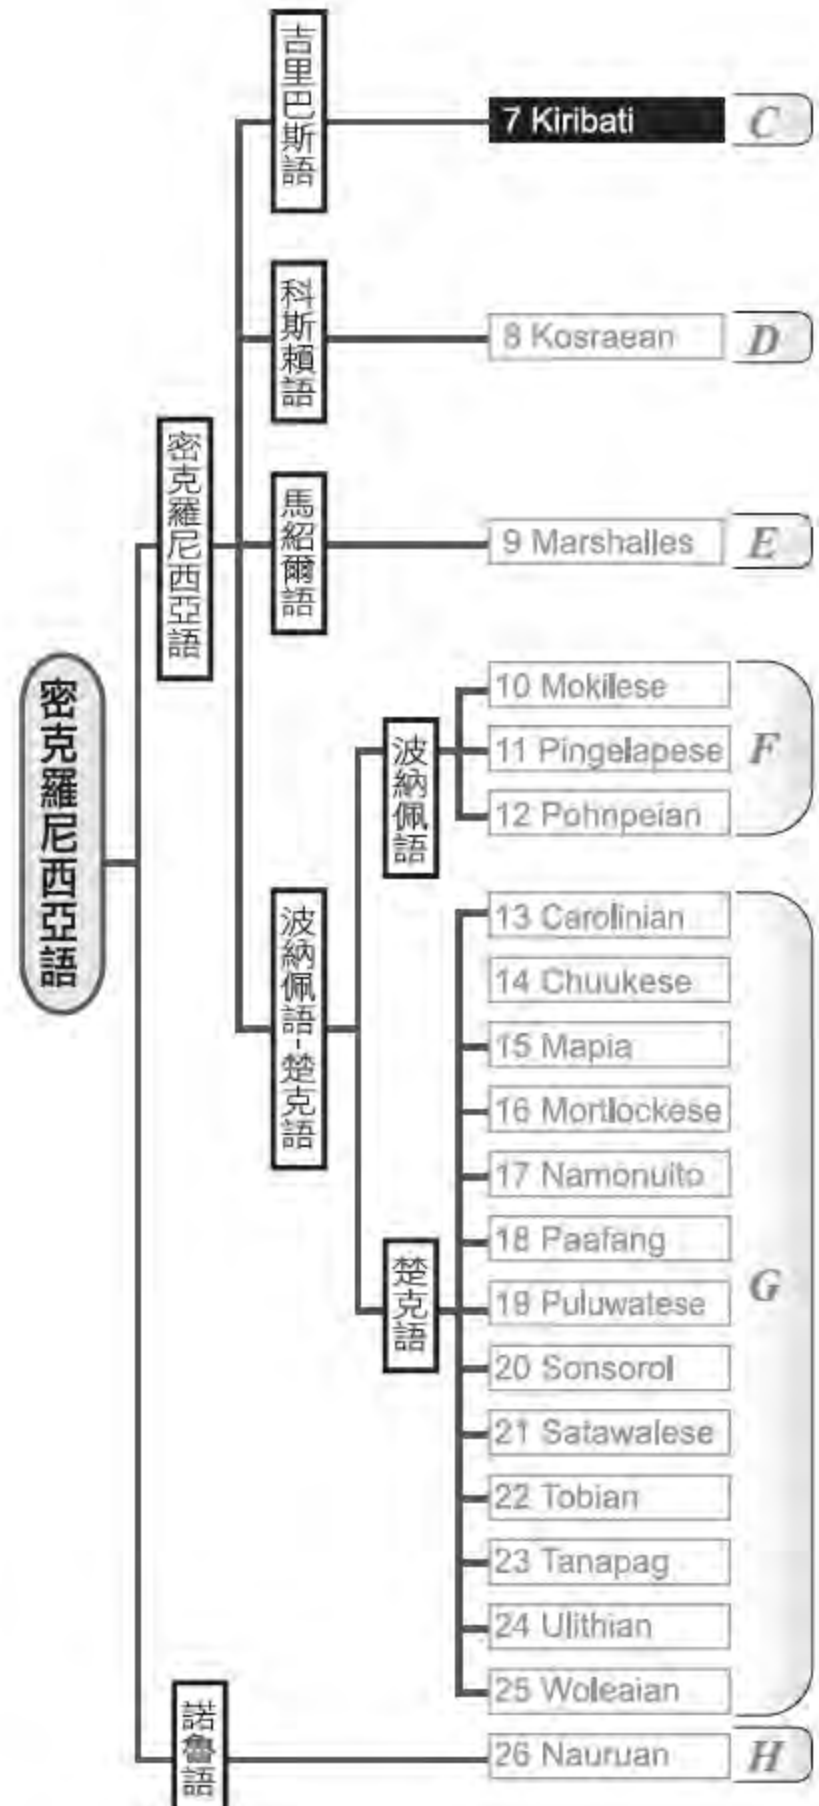 密克羅尼西亞語
密克羅尼西亞語
吉里巴斯語
7 Kiribati
C
科斯賴語
8 Kosraean
D
馬紹爾語
9 Marshalles
E
波納佩語-楚克語
波納佩語
10 Mokilese
11 Pingelapese
12 Pohnpeian
F
楚克語
13 Carolinian
14 Chuukese
15 Mapia
16 Mortlockese
17 Namonuito
18 Paafang
19 Puluwatese
20 Sonsorol
21 Satawalese
22 Tobian
23 Tanapag
24 Ulithian
25 Woleaian
G
諾魯語
26 Nauruan
H